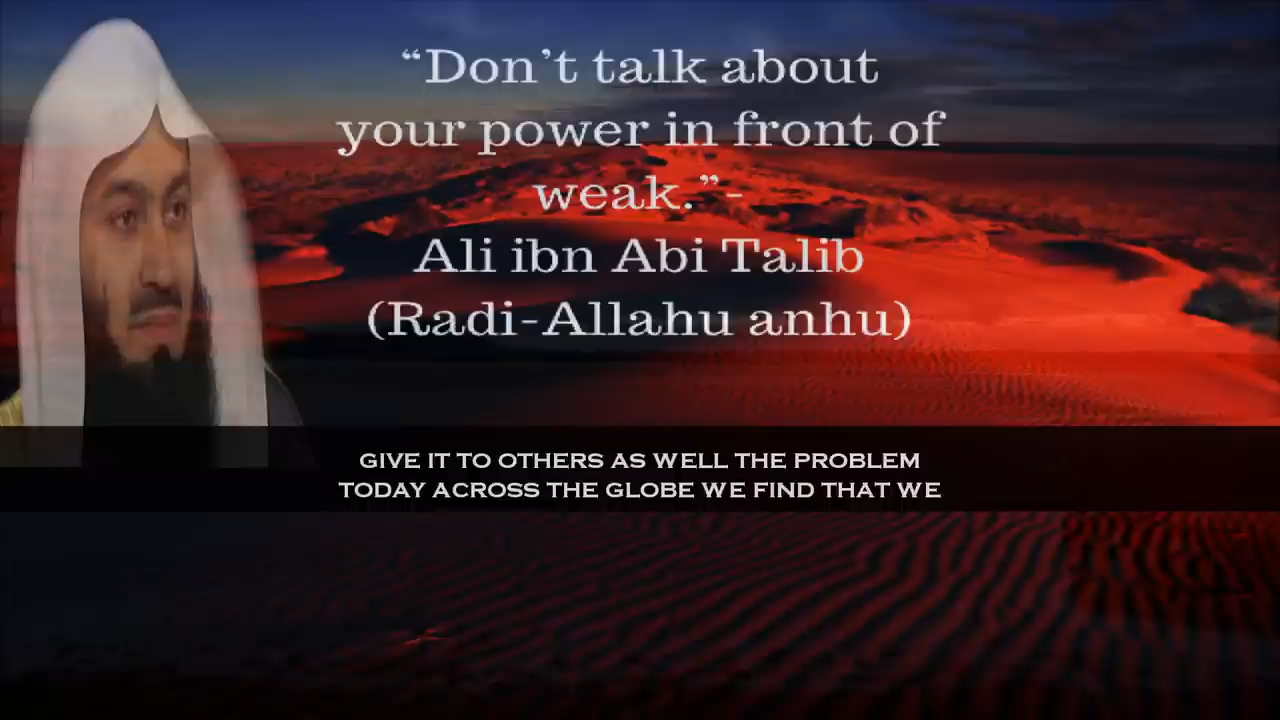 “Don’t talk about
your power in front of
weak.”-
Ali ibn Abi Talib
(Radi-Allahu anhu)
GIVE IT TO OTHERS AS WELL THE PROBLEM
TODAY ACROSS THE GLOBE WE FIND THAT WE